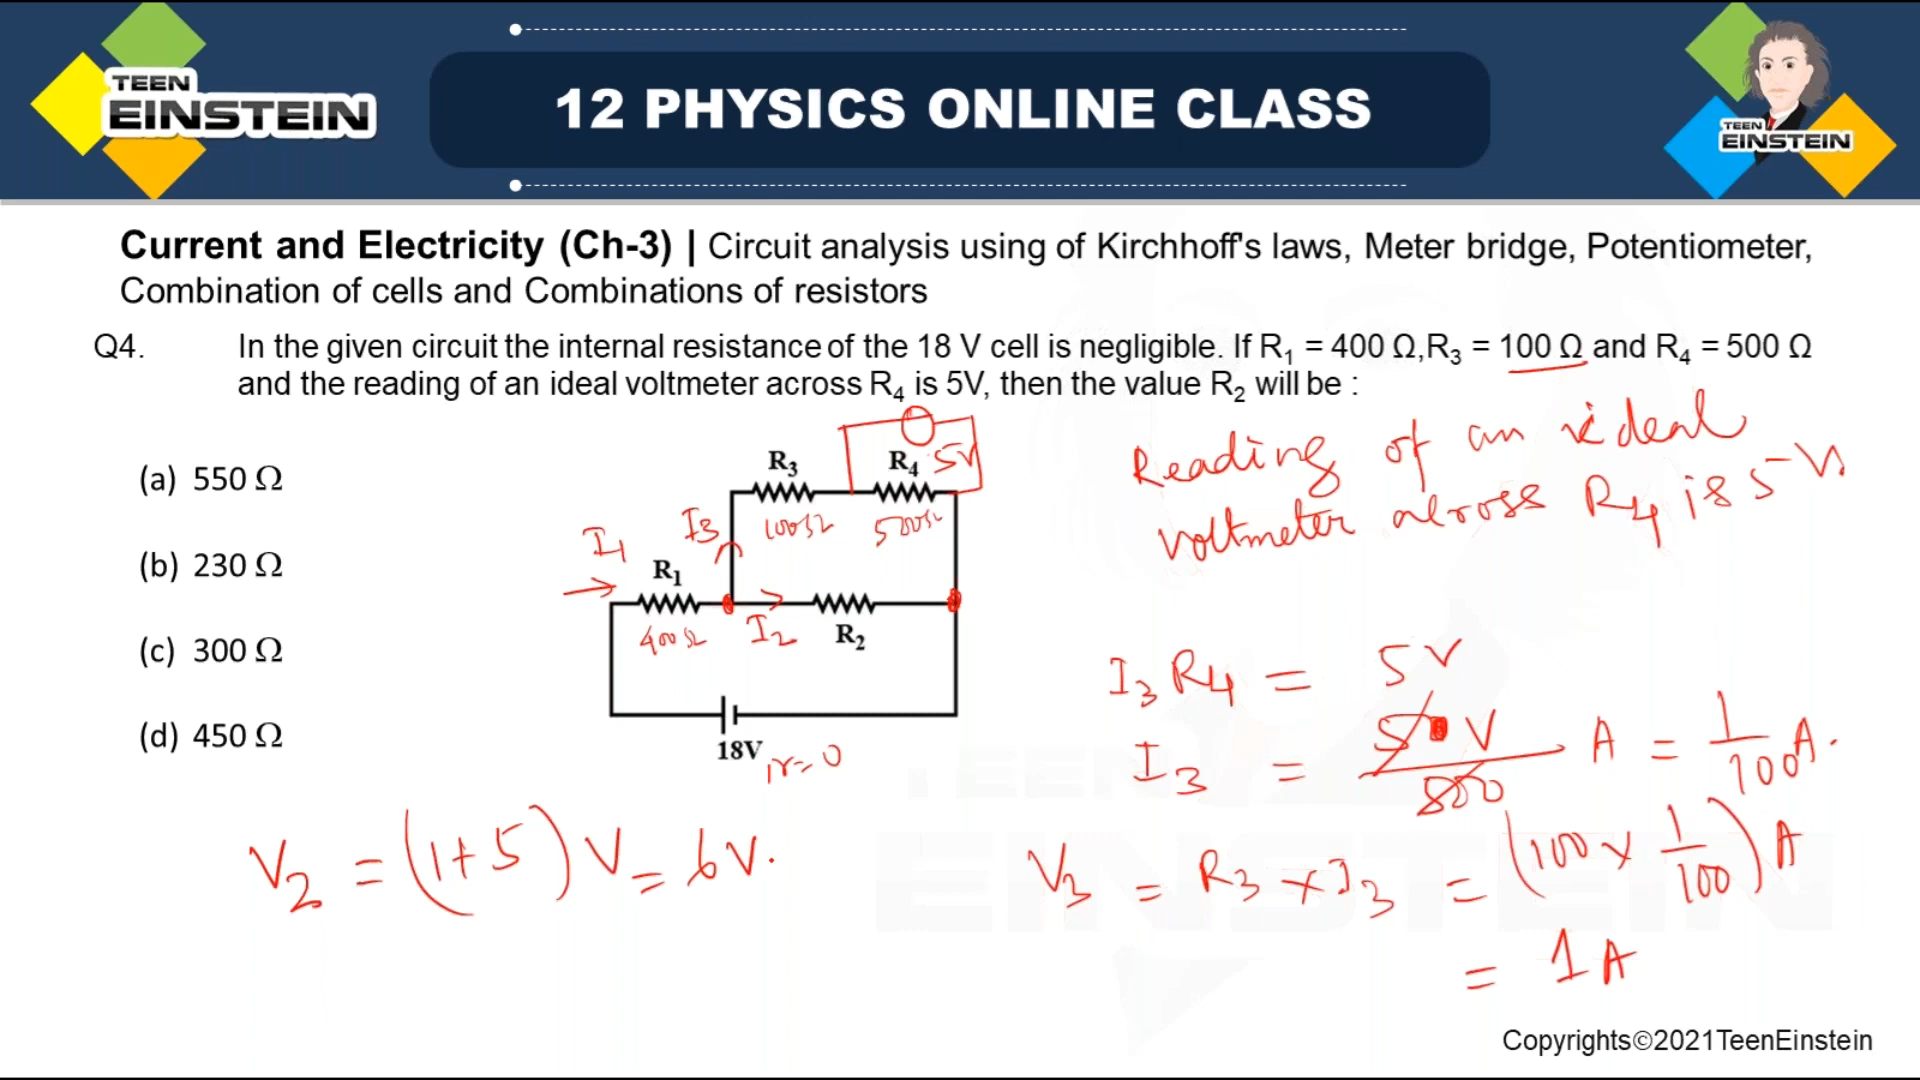 TEEN
EINSTEIN
12 PHYSICS ONLINE CLASS
TEEN
EINSTEIN
Current and Electricity (Ch-3) | Circuit analysis using of Kirchhoff's laws, Meter bridge, Potentiometer,
Combination of cells and Combinations of resistors
Q4. In the given circuit the internal resistance of the 18 V cell is negligible. If R₁ = 400 Ω,R₃ = 100 Ω and R₄ = 500 Ω
and the reading of an ideal voltmeter across R₄ is 5V, then the value R₂ will be :
(a) 550 Ω
(b) 230 Ω
(c) 300 Ω
(d) 450 Ω
R₃ R₄ 5V
I3 100Ω 500Ω
I1
R₁
400Ω I2 R₂
18V r=0
Reading of an ideal
voltmeter across R4 is 5 V
I3 R4 = 5V
I3 = 5 V / 500 A = 1/100 A.
V3 = R3 × I3 = (100 × 1/100) A
= 1 A
V2 = (1+5) V = 6V.
TEEN
EINSTEIN
Copyrights©2021TeenEinstein